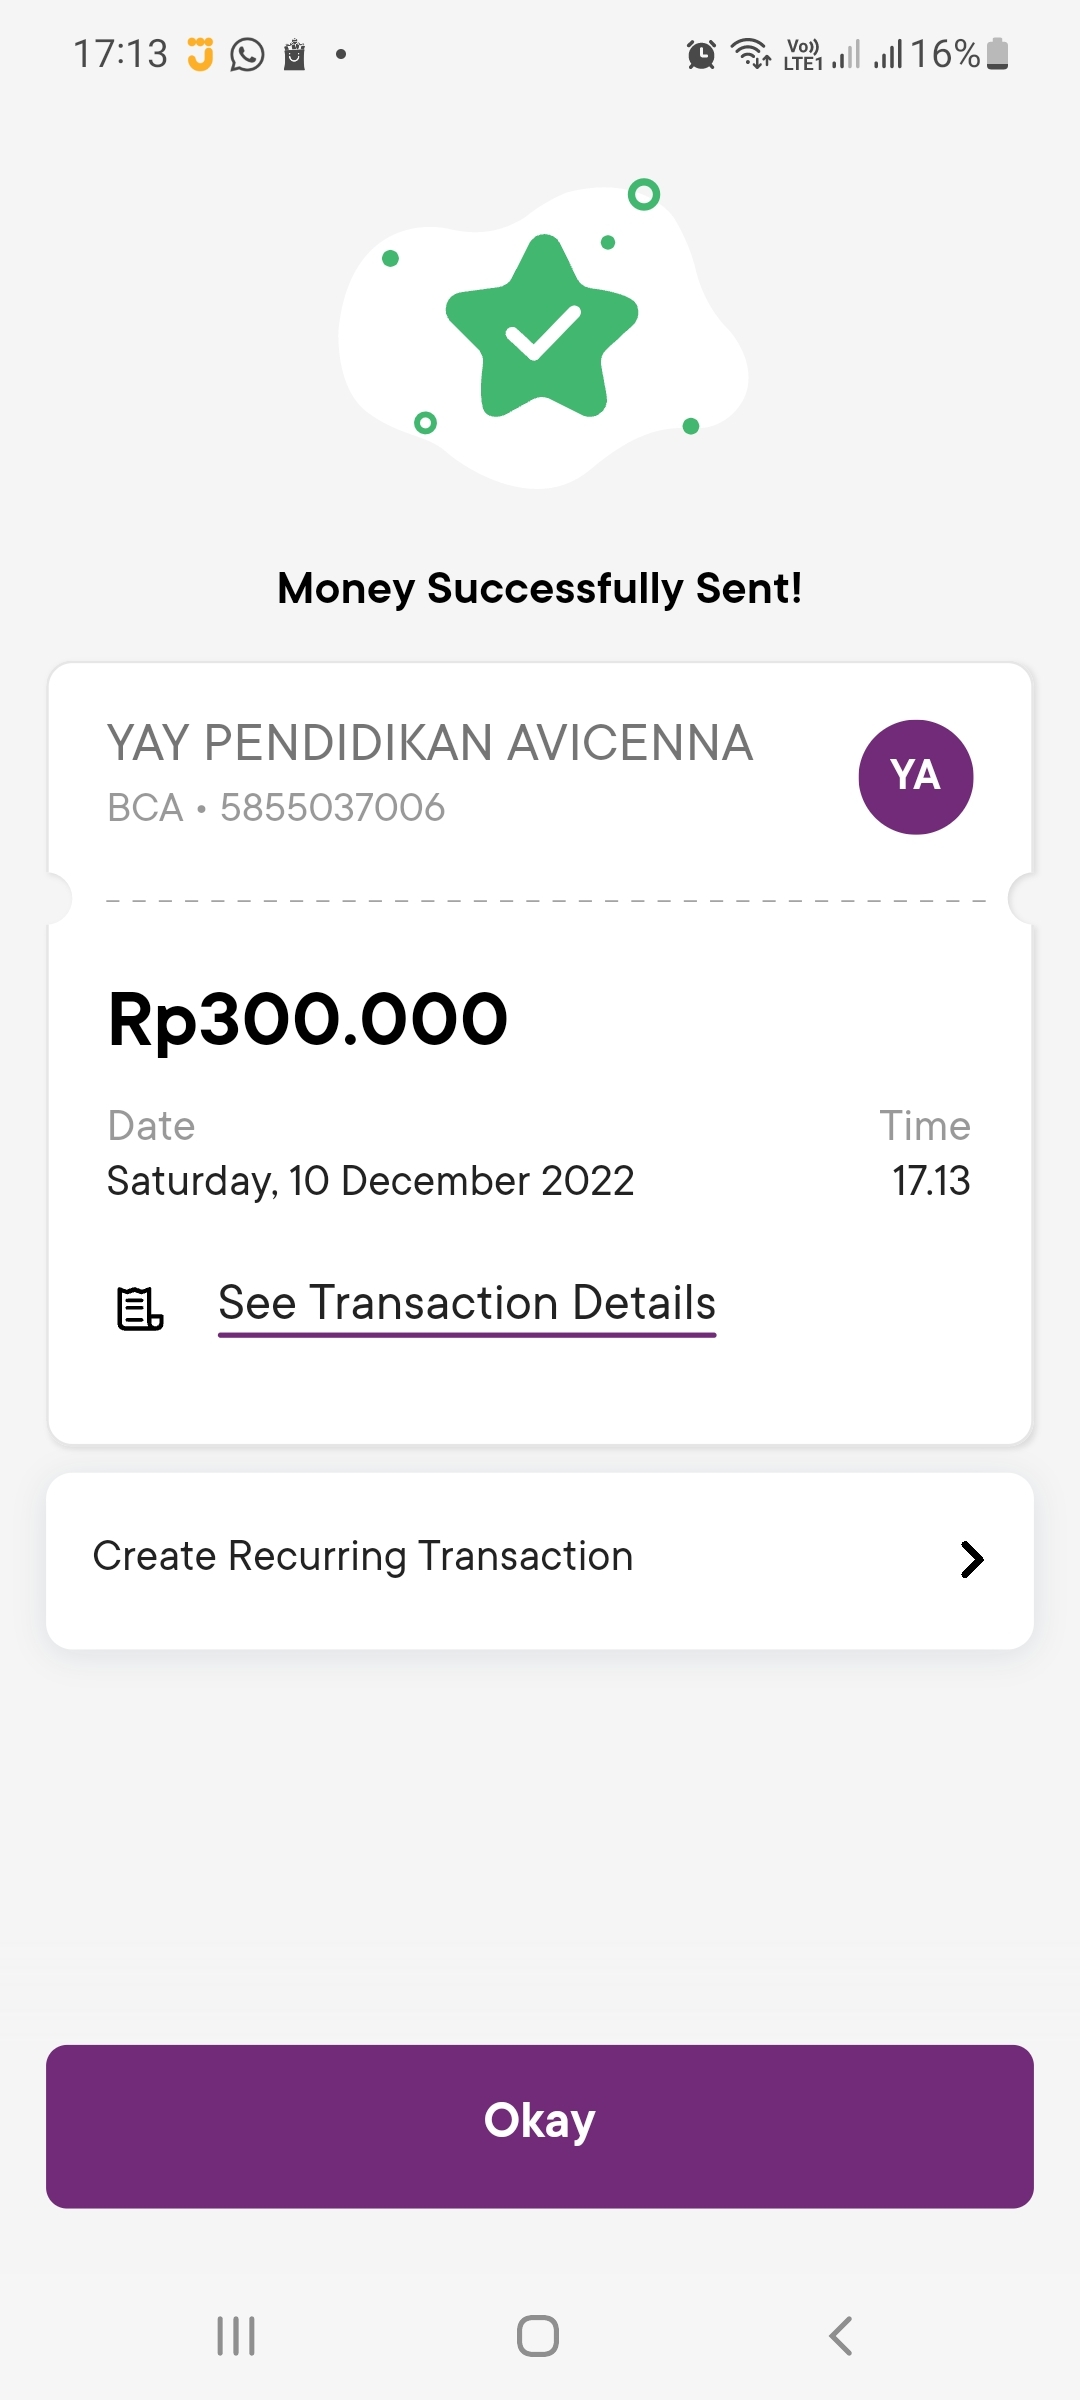 17:13 Vo)) LTE1 16%
Money Successfully Sent!
YAY PENDIDIKAN AVICENNA
YA
BCA • 5855037006
Rp300.000
Date Time
Saturday, 10 December 2022 17.13
See Transaction Details
Create Recurring Transaction
Okay